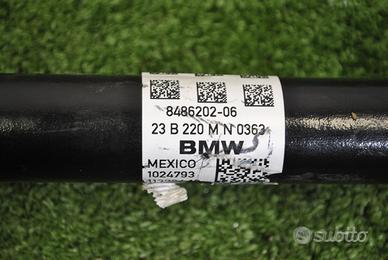 8486202-06
23 B 220 M N 0363
BMW
MEXICO
1024793
subito